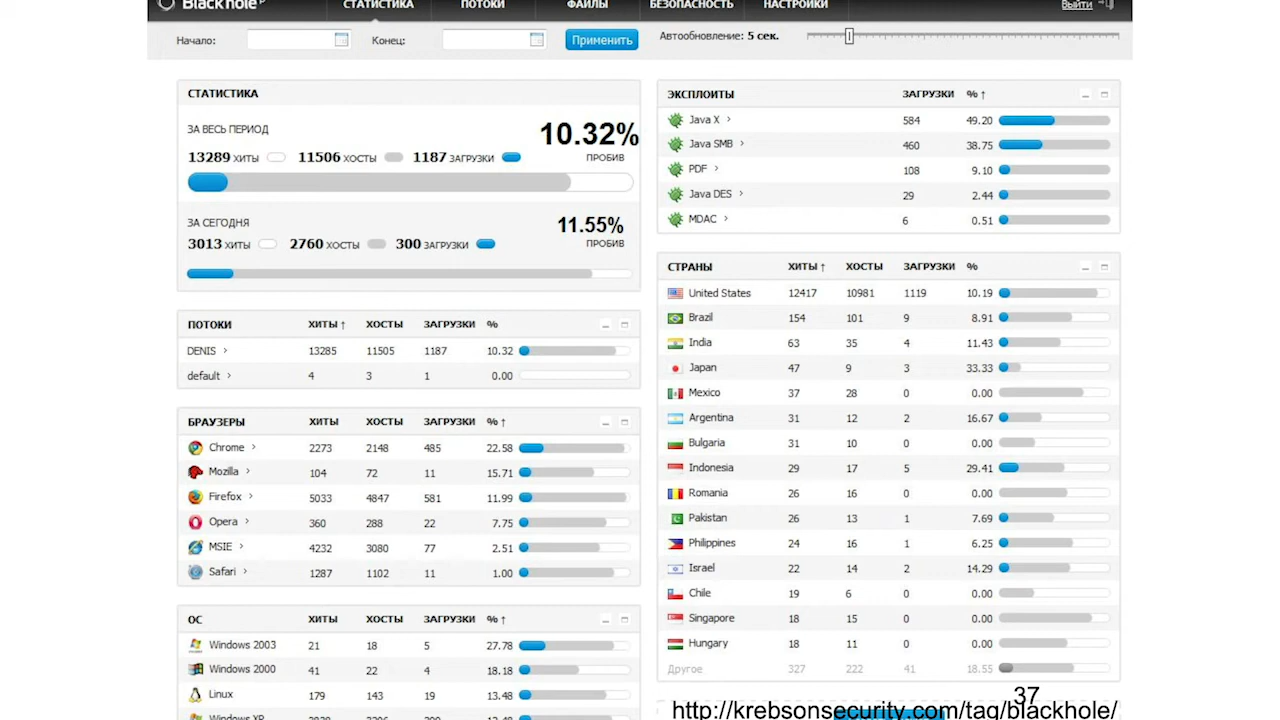 Blackhole β СТАТИСТИКА ПОТОКИ ФАЙЛЫ БЕЗОПАСНОСТЬ НАСТРОЙКИ Выйти
Начало: Конец: Применить Автообновление: 5 сек.
СТАТИСТИКА
ЗА ВЕСЬ ПЕРИОД
10.32%
ПРОБИВ
13289 ХИТЫ 11506 ХОСТЫ 1187 ЗАГРУЗКИ
ЗА СЕГОДНЯ
11.55%
ПРОБИВ
3013 ХИТЫ 2760 ХОСТЫ 300 ЗАГРУЗКИ
ПОТОКИ ХИТЫ ↑ ХОСТЫ ЗАГРУЗКИ %
DENIS › 13285 11505 1187 10.32
default › 4 3 1 0.00
БРАУЗЕРЫ ХИТЫ ХОСТЫ ЗАГРУЗКИ % ↑
Chrome › 2273 2148 485 22.58
Mozilla › 104 72 11 15.71
Firefox › 5033 4847 581 11.99
Opera › 360 288 22 7.75
MSIE › 4232 3080 77 2.51
Safari › 1287 1102 11 1.00
ОС ХИТЫ ХОСТЫ ЗАГРУЗКИ % ↑
Windows 2003 21 18 5 27.78
Windows 2000 41 22 4 18.18
Linux 179 143 19 13.48
Windows XP
ЭКСПЛОИТЫ ЗАГРУЗКИ % ↑
Java X › 584 49.20
Java SMB › 460 38.75
PDF › 108 9.10
Java DES › 29 2.44
MDAC › 6 0.51
СТРАНЫ ХИТЫ ↑ ХОСТЫ ЗАГРУЗКИ %
United States 12417 10981 1119 10.19
Brazil 154 101 9 8.91
India 63 35 4 11.43
Japan 47 9 3 33.33
Mexico 37 28 0 0.00
Argentina 31 12 2 16.67
Bulgaria 31 10 0 0.00
Indonesia 29 17 5 29.41
Romania 26 16 0 0.00
Pakistan 26 13 1 7.69
Philippines 24 16 1 6.25
Israel 22 14 2 14.29
Chile 19 6 0 0.00
Singapore 18 15 0 0.00
Hungary 18 11 0 0.00
Другое 327 222 41 18.55
37
http://krebsonsecurity.com/tag/blackhole/